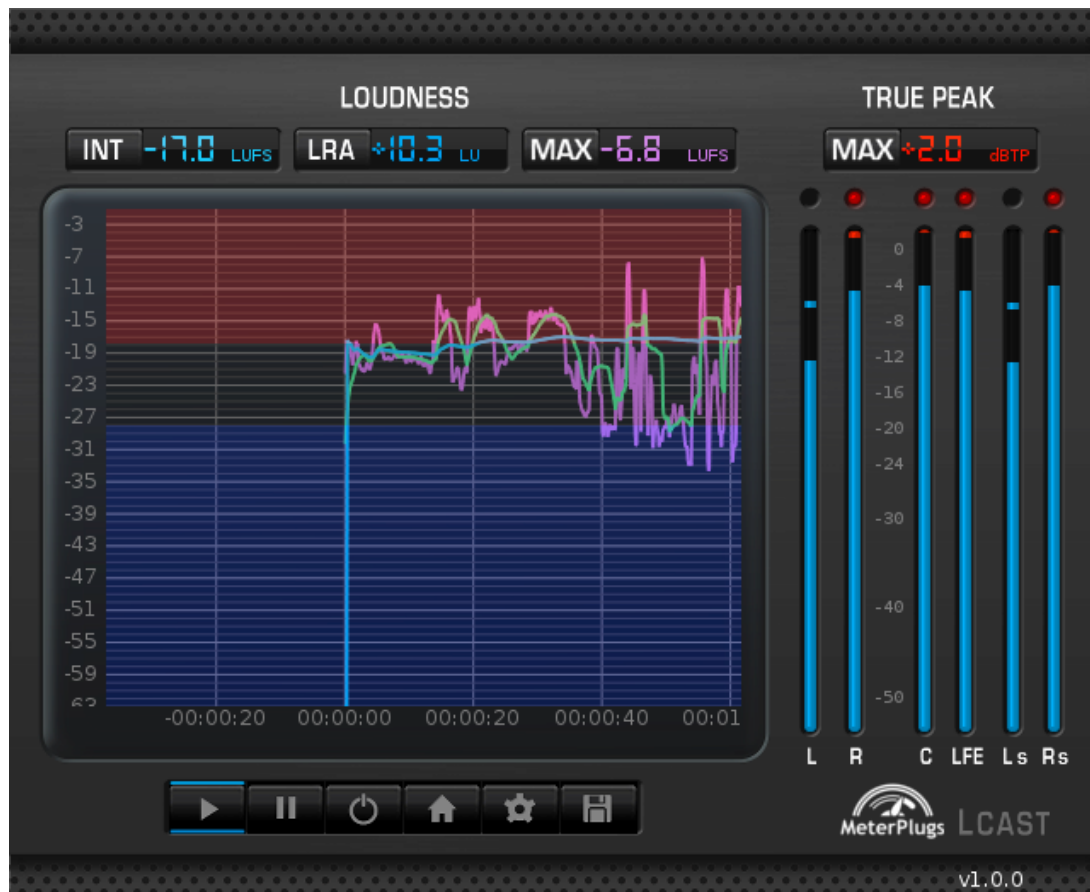 LOUDNESS
TRUE PEAK
INT -17.0 LUFS
LRA +10.3 LU
MAX -6.8 LUFS
MAX +2.0 dBTP
-3
-7
-11
-15
-19
-23
-27
-31
-35
-39
-43
-47
-51
-55
-59
-63
-00:00:20 00:00:00 00:00:20 00:00:40 00:01
0
-4
-8
-12
-16
-20
-24
-30
-40
-50
L R C LFE Ls Rs
MeterPlugs LCAST
v1.0.0